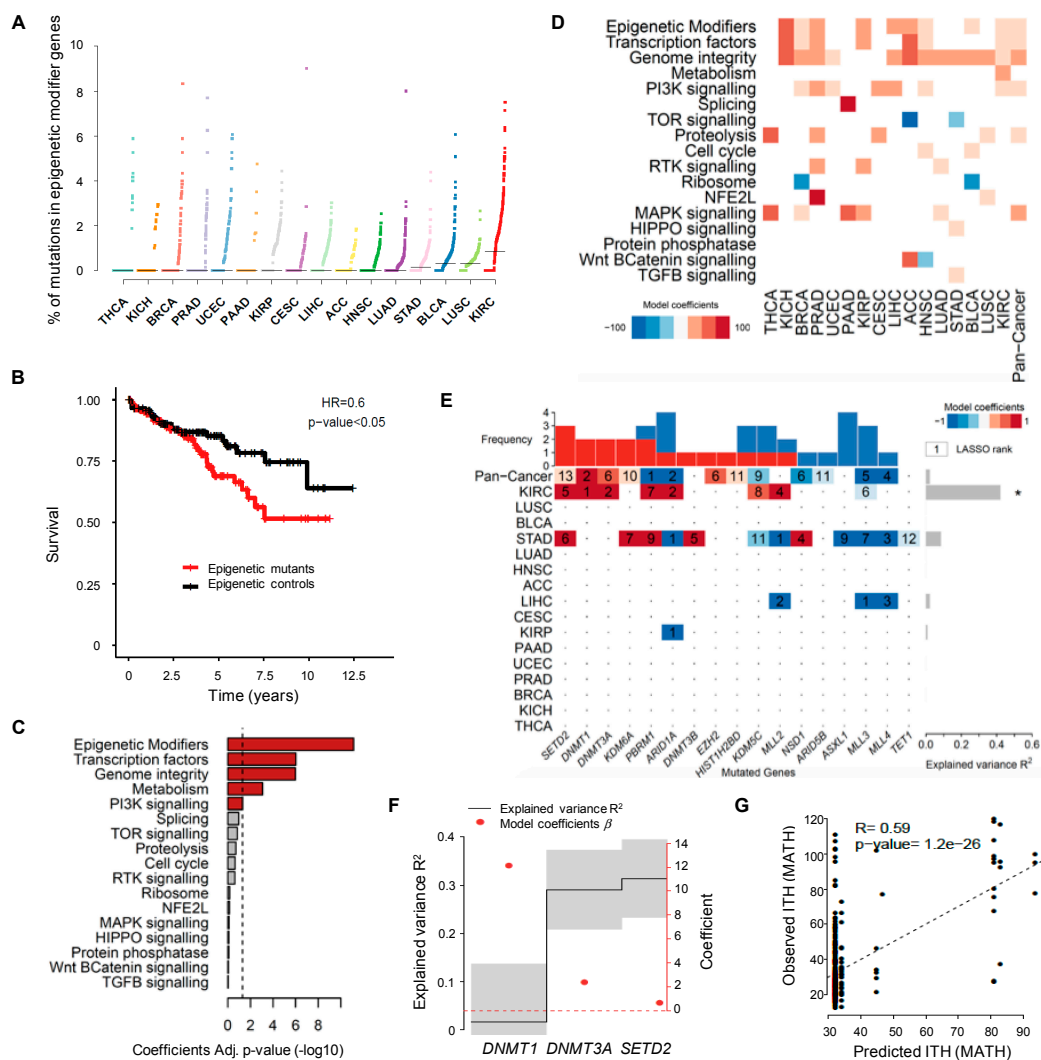 A
% of mutations in epigenetic modifier genes
10
8
6
4
2
0
THCA
KICH
BRCA
PRAD
UCEC
PAAD
KIRP
CESC
LIHC
ACC
HNSC
LUAD
STAD
BLCA
LUSC
KIRC
B
1.00
0.75
0.50
0.25
0
Survival
HR=0.6
p-value<0.05
Epigenetic mutants
Epigenetic controls
0 2.5 5 7.5 10 12.5
Time (years)
C
Epigenetic Modifiers
Transcription factors
Genome integrity
Metabolism
PI3K signalling
Splicing
TOR signalling
Proteolysis
Cell cycle
RTK signalling
Ribosome
NFE2L
MAPK signalling
HIPPO signalling
Protein phosphatase
Wnt BCatenin signalling
TGFB signalling
0 2 4 6 8
Coefficients Adj. p-value (-log10)
D
Epigenetic Modifiers
Transcription factors
Genome integrity
Metabolism
PI3K signalling
Splicing
TOR signalling
Proteolysis
Cell cycle
RTK signalling
Ribosome
NFE2L
MAPK signalling
HIPPO signalling
Protein phosphatase
Wnt BCatenin signalling
TGFB signalling
Model coefficients
−100 100
THCA
KICH
BRCA
PRAD
UCEC
PAAD
KIRP
CESC
LIHC
ACC
HNSC
LUAD
STAD
BLCA
LUSC
KIRC
Pan−Cancer
E
Frequency
4
3
2
1
0
Model coefficients
−1 1
1 LASSO rank
Pan−Cancer 13 2 6 10 1 2 6 11 9 6 11 5 4
KIRC 5 1 2 7 2 8 4 6
*
LUSC
BLCA
STAD 6 7 9 1 5 11 1 4 9 7 3 12
LUAD
HNSC
ACC
LIHC 2 1 3
CESC
KIRP 1
PAAD
UCEC
PRAD
BRCA
KICH
THCA
SETD2
DNMT1
DNMT3A
KDM6A
PBRM1
ARID1A
DNMT3B
EZH2
HIST1H2BD
KDM5C
MLL2
NSD1
ARID5B
ASXL1
MLL3
MLL4
TET1
Mutated Genes
0.0 0.2 0.4 0.6
Explained variance R2
F
Explained variance R2
Model coefficients β
0.4
0.3
0.2
0.1
0
Explained variance R2
14
12
10
8
6
4
2
0
Coefficient
DNMT1 DNMT3A SETD2
G
R= 0.59
p-value= 1.2e-26
120
100
80
60
40
20
Observed ITH (MATH)
30 40 50 60 70 80 90
Predicted ITH (MATH)